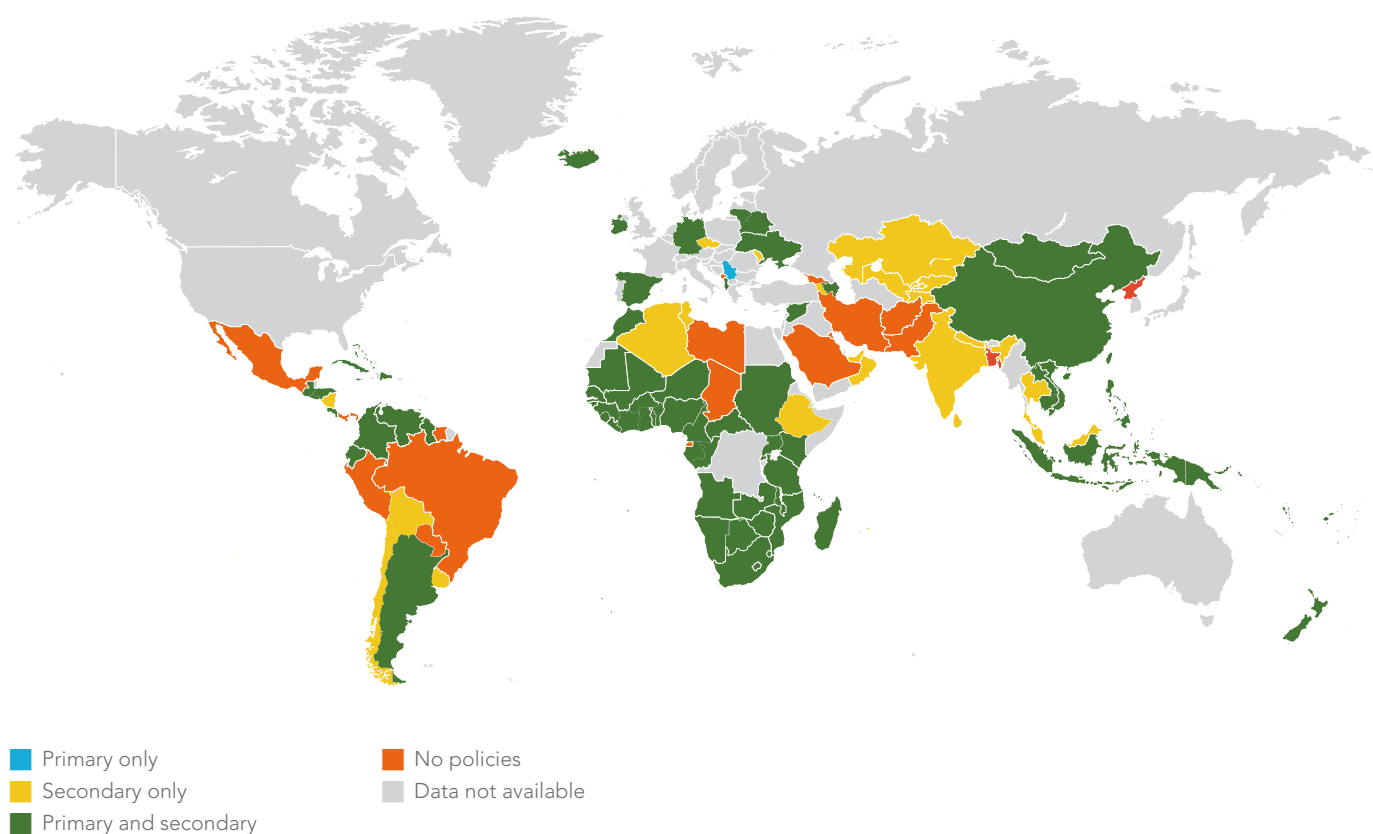 Primary only
Secondary only
Primary and secondary
No policies
Data not available